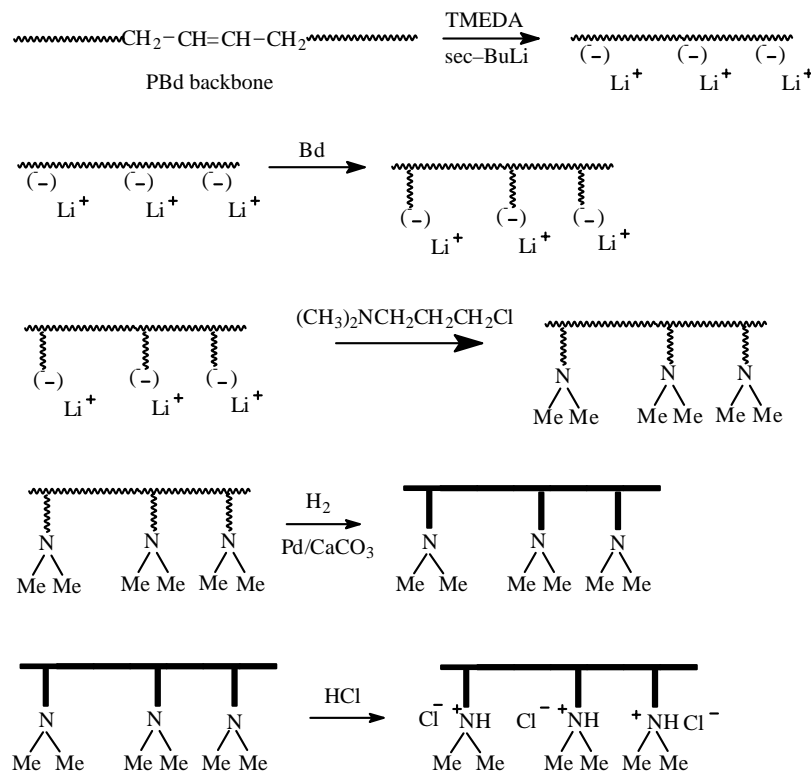 CH₂–CH=CH–CH₂ TMEDA
sec–BuLi
PBd backbone (–) (–) (–)
Li⁺ Li⁺ Li⁺
Bd
(–) (–) (–)
Li⁺ Li⁺ Li⁺ (–) (–) (–)
Li⁺ Li⁺ Li⁺
(CH₃)₂NCH₂CH₂CH₂Cl
(–) (–) (–) N N N
Li⁺ Li⁺ Li⁺ Me Me Me Me Me Me
H₂
N N N Pd/CaCO₃ N N N
Me Me Me Me Me Me Me Me Me Me Me Me
HCl
N N N Cl⁻ ⁺NH Cl⁻ ⁺NH ⁺NH Cl⁻
Me Me Me Me Me Me Me Me Me Me Me Me